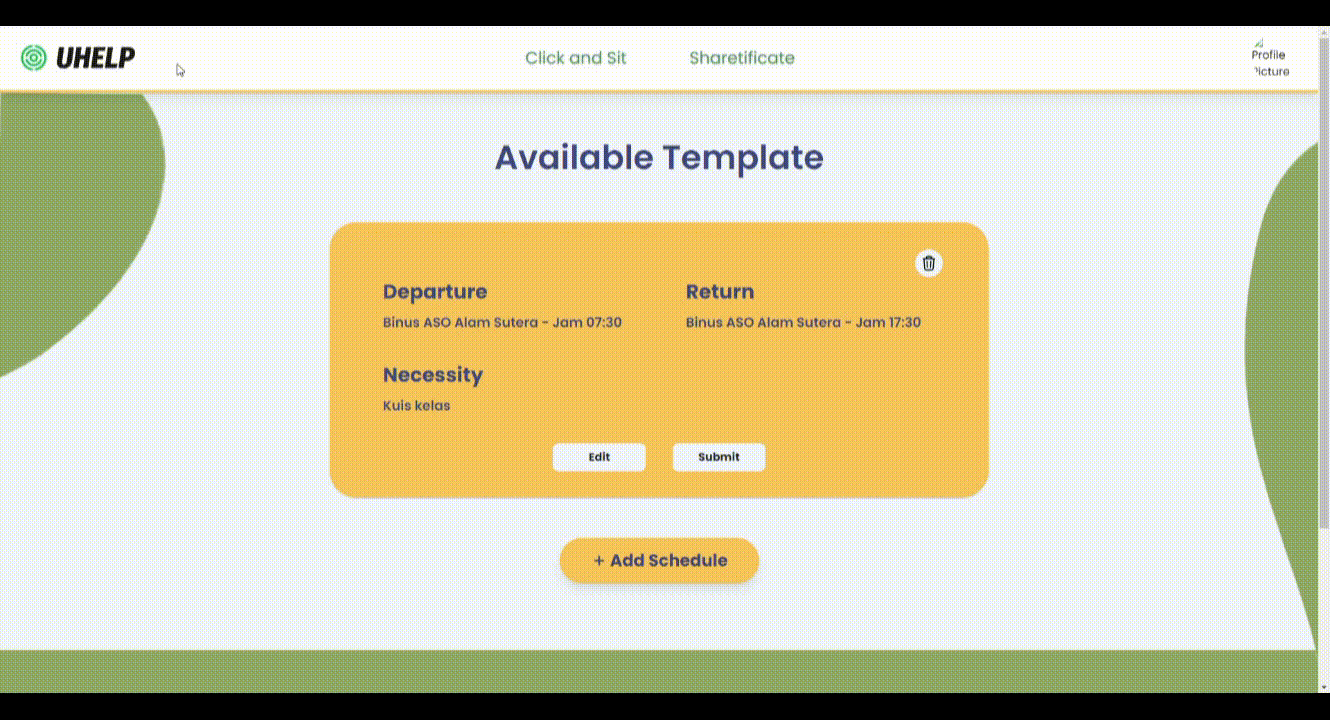 UHELP
Click and Sit
Sharetificate
Profile
Picture
Available Template
Departure
Return
Binus ASO Alam Sutera - Jam 07:30
Binus ASO Alam Sutera - Jam 17:30
Necessity
Kuis kelas
Edit
Submit
+ Add Schedule